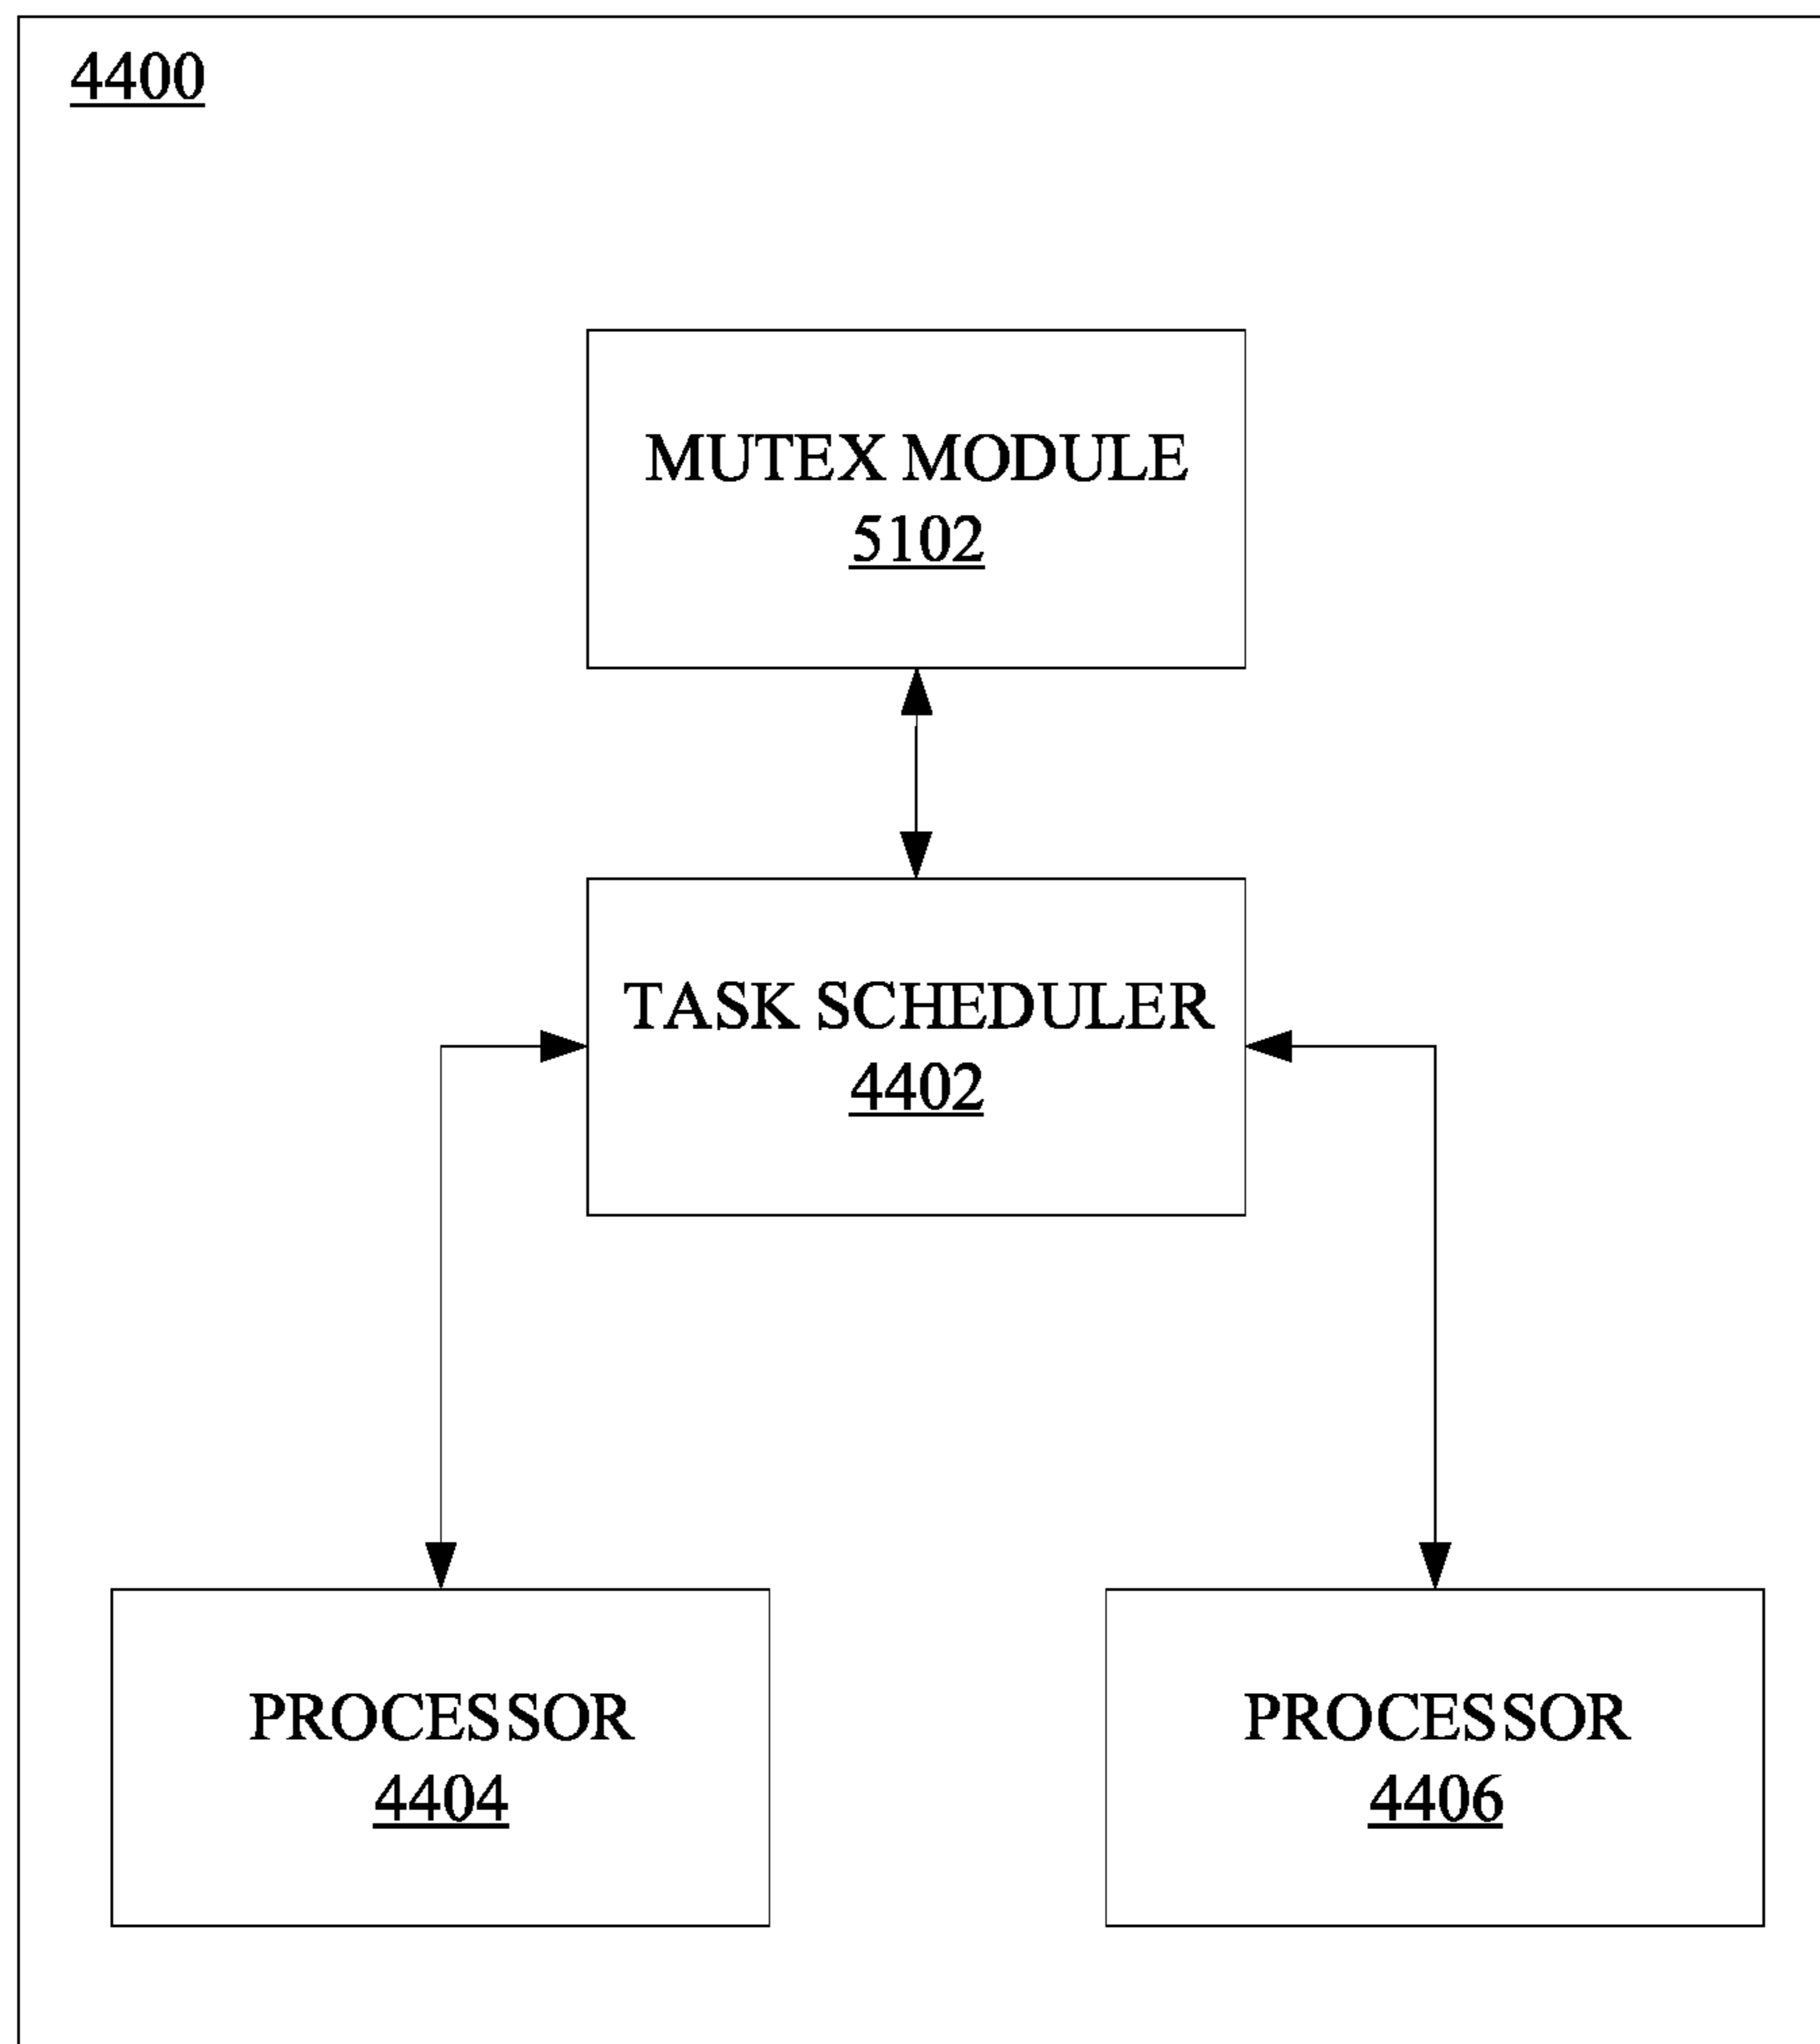 4400
MUTEX MODULE
5102
TASK SCHEDULER
4402
PROCESSOR
4404
PROCESSOR
4406